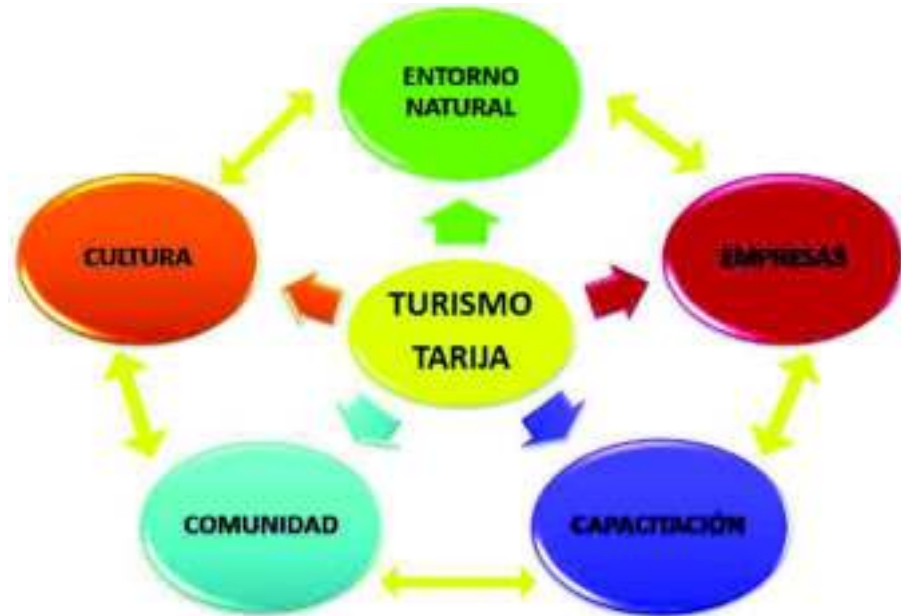 ENTORNO
NATURAL
CULTURA
EMPRESAS
TURISMO
TARIJA
COMUNIDAD
CAPACITACIÓN